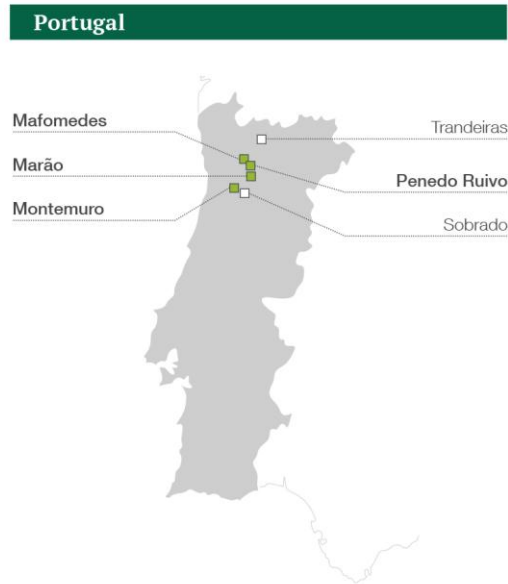 Portugal
Mafomedes
Trandeiras
Marão
Penedo Ruivo
Montemuro
Sobrado